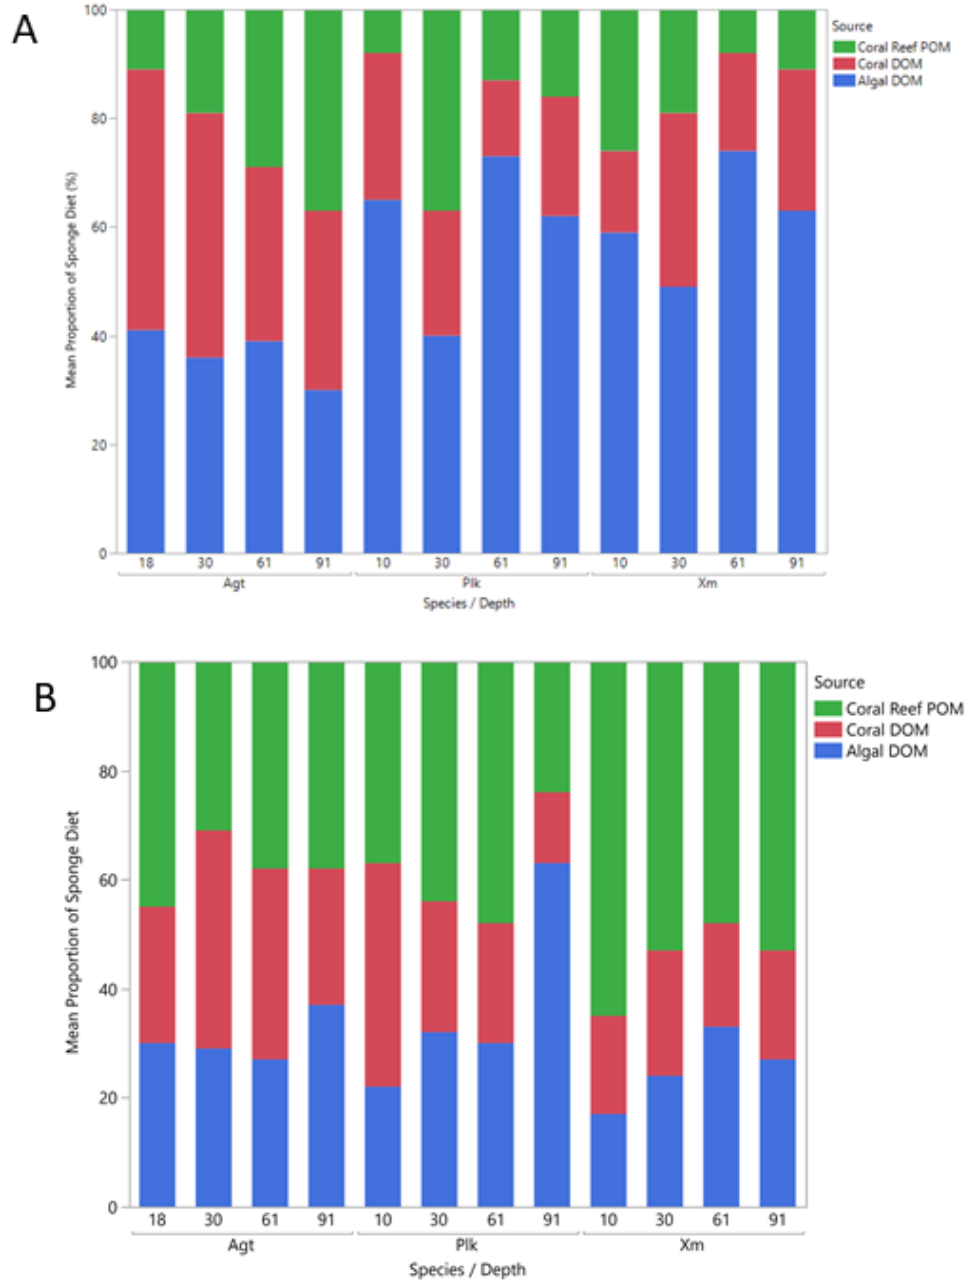 A
Source
Coral Reef POM
Coral DOM
Algal DOM
Mean Proportion of Sponge Diet (%)
100
80
60
40
20
0
18 30 61 91 10 30 61 91 10 30 61 91
Agt Plk Xm
Species / Depth
B
Source
Coral Reef POM
Coral DOM
Algal DOM
Mean Proportion of Sponge Diet
100
80
60
40
20
0
18 30 61 91 10 30 61 91 10 30 61 91
Agt Plk Xm
Species / Depth